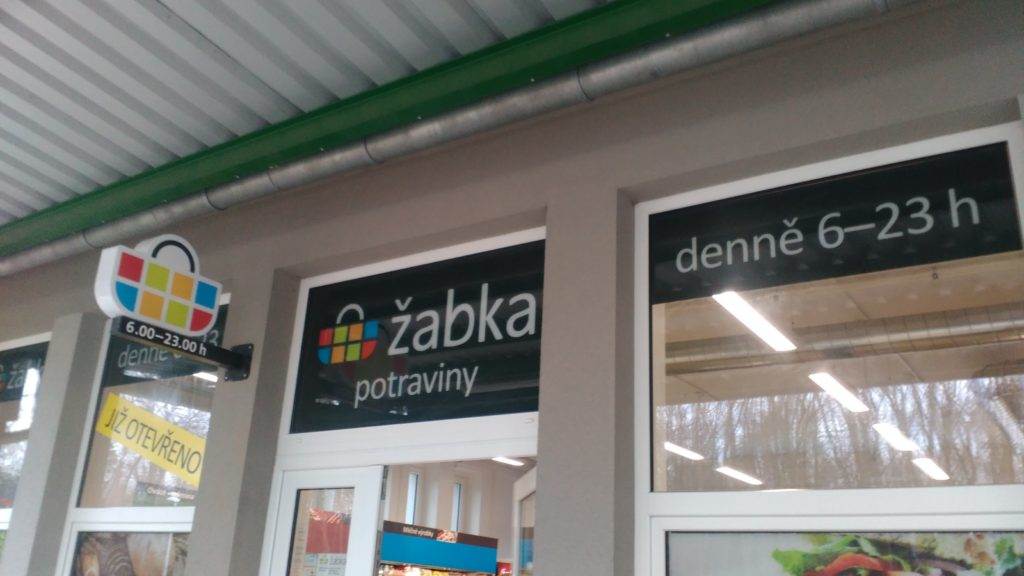 6.00–23.00 h
denně
JIŽ OTEVŘENO
žabka
potraviny
denně 6–23 h